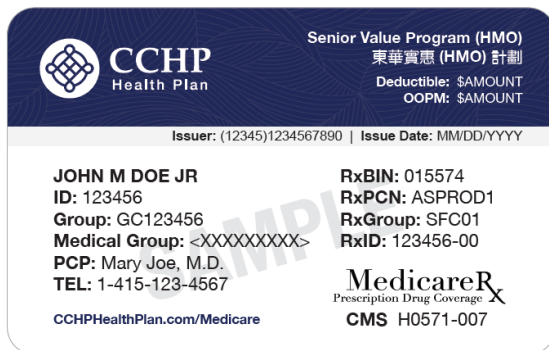 CCHP
Health Plan
Senior Value Program (HMO)
東華實惠 (HMO) 計劃
Deductible: $AMOUNT
OOPM: $AMOUNT
Issuer: (12345)1234567890 | Issue Date: MM/DD/YYYY
JOHN M DOE JR
ID: 123456
Group: GC123456
Medical Group: <XXXXXXXXX>
PCP: Mary Joe, M.D.
TEL: 1-415-123-4567
CCHPHealthPlan.com/Medicare
RxBIN: 015574
RxPCN: ASPROD1
RxGroup: SFC01
RxID: 123456-00
MedicareRx
Prescription Drug Coverage
CMS H0571-007
SAMPLE